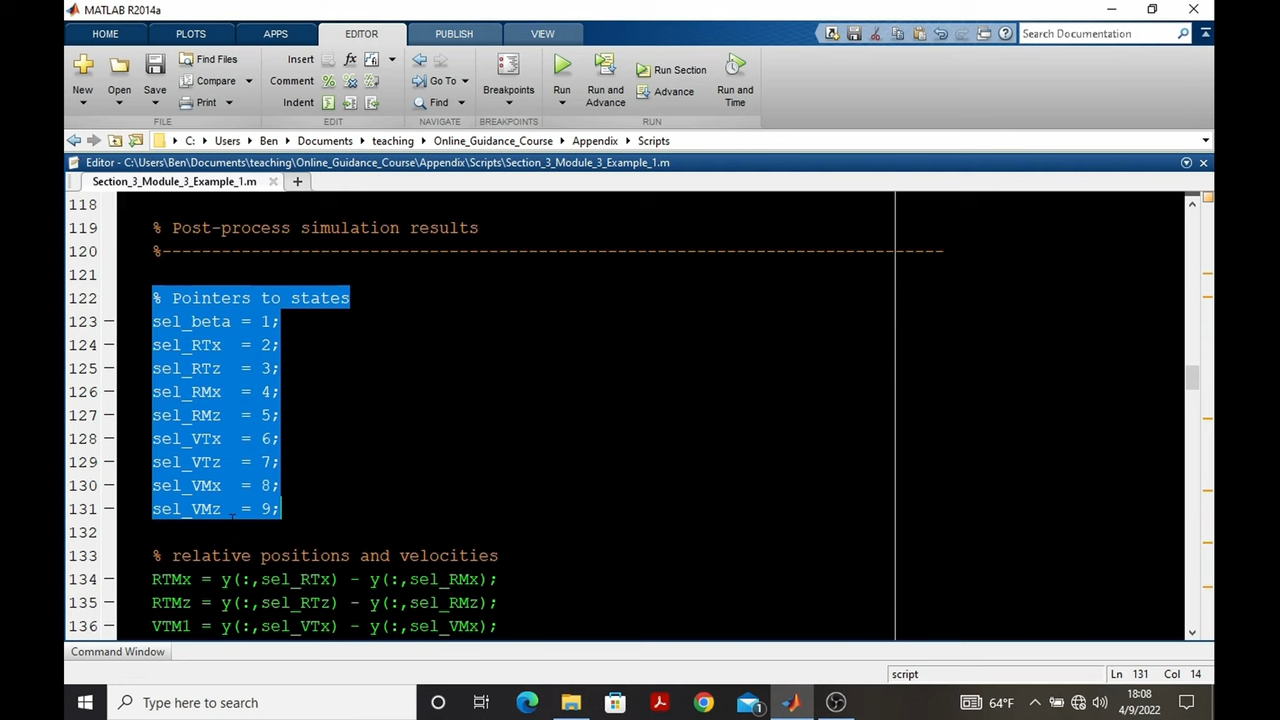 MATLAB R2014a
HOME PLOTS APPS EDITOR PUBLISH VIEW Search Documentation
New Open Save Find Files Compare Print
Insert Comment Indent
Go To Find
Breakpoints
Run Run and Advance Run Section Advance Run and Time
FILE EDIT NAVIGATE BREAKPOINTS RUN
C: Users Ben Documents teaching Online_Guidance_Course Appendix Scripts
Editor - C:\Users\Ben\Documents\teaching\Online_Guidance_Course\Appendix\Scripts\Section_3_Module_3_Example_1.m
Section_3_Module_3_Example_1.m
118
119 % Post-process simulation results
120 %-------------------------------------------------------------------------------
121
122 % Pointers to states
123 sel_beta = 1;
124 sel_RTx = 2;
125 sel_RTz = 3;
126 sel_RMx = 4;
127 sel_RMz = 5;
128 sel_VTx = 6;
129 sel_VTz = 7;
130 sel_VMx = 8;
131 sel_VMz = 9;
132
133 % relative positions and velocities
134 RTMx = y(:,sel_RTx) - y(:,sel_RMx);
135 RTMz = y(:,sel_RTz) - y(:,sel_RMz);
136 VTM1 = y(:,sel_VTx) - y(:,sel_VMx);
Command Window
script Ln 131 Col 14
Type here to search 1 64°F 18:08
4/9/2022